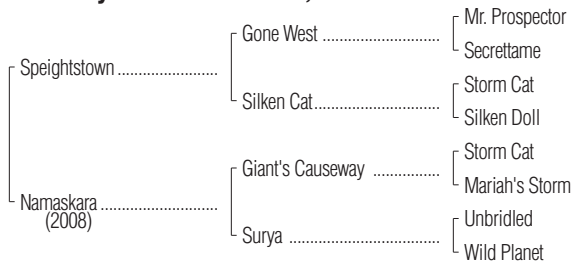 Mr. Prospector
Gone West
Secrettame
Speightstown
Storm Cat
Silken Cat
Silken Doll
Storm Cat
Giant's Causeway
Mariah's Storm
Namaskara
(2008)
Unbridled
Surya
Wild Planet